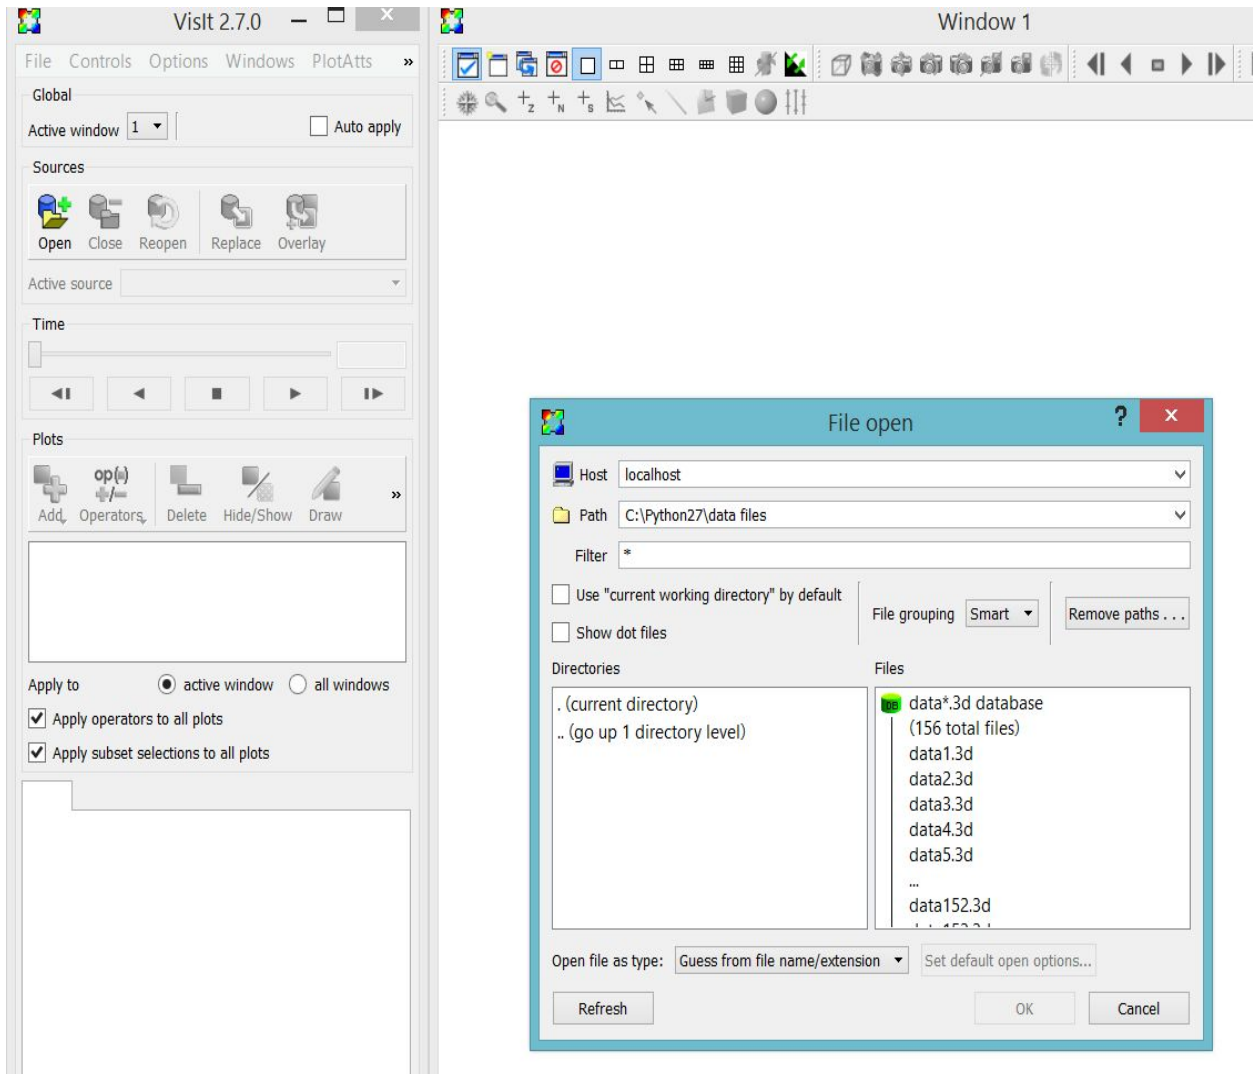 VisIt 2.7.0
File Controls Options Windows PlotAtts »
Global
Active window 1 Auto apply
Sources
Open Close Reopen Replace Overlay
Active source
Time
Plots
op(=)
+/-
Add Operators Delete Hide/Show Draw »
Apply to active window all windows
Apply operators to all plots
Apply subset selections to all plots
Window 1
+z +N +s
File open ? x
Host localhost
Path C:\Python27\data files
Filter *
Use "current working directory" by default
Show dot files
File grouping Smart Remove paths . . .
Directories
. (current directory)
.. (go up 1 directory level)
Files
DB data*.3d database
(156 total files)
data1.3d
data2.3d
data3.3d
data4.3d
data5.3d
...
data152.3d
Open file as type: Guess from file name/extension Set default open options...
Refresh OK Cancel